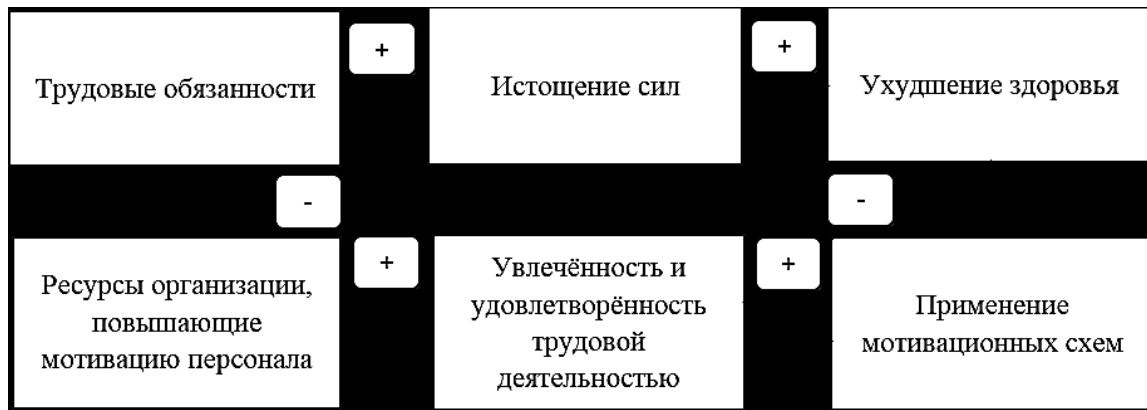 Трудовые обязанности
+
Истощение сил
+
Ухудшение здоровья
-
-
Ресурсы организации,
повышающие
мотивацию персонала
+
Увлечённость и
удовлетворённость
трудовой
деятельностью
+
Применение
мотивационных схем